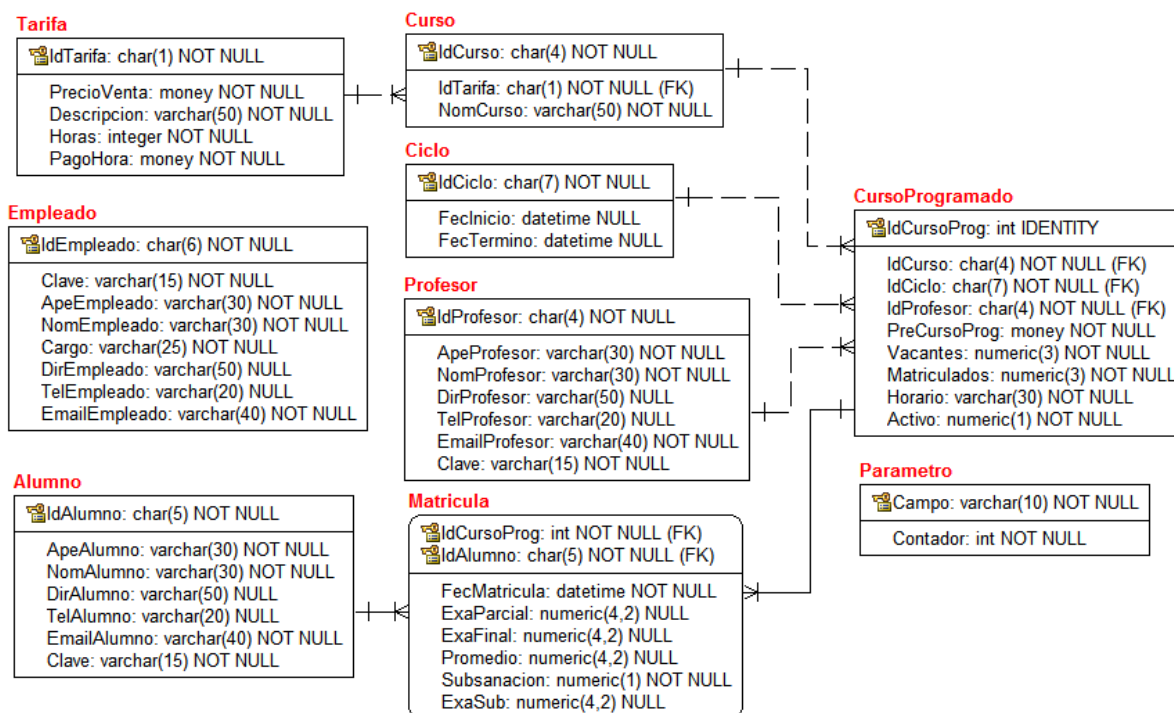 Tarifa
IdTarifa: char(1) NOT NULL
PrecioVenta: money NOT NULL
Descripcion: varchar(50) NOT NULL
Horas: integer NOT NULL
PagoHora: money NOT NULL
Curso
IdCurso: char(4) NOT NULL
IdTarifa: char(1) NOT NULL (FK)
NomCurso: varchar(50) NOT NULL
Ciclo
IdCiclo: char(7) NOT NULL
FecInicio: datetime NULL
FecTermino: datetime NULL
Empleado
IdEmpleado: char(6) NOT NULL
Clave: varchar(15) NOT NULL
ApeEmpleado: varchar(30) NOT NULL
NomEmpleado: varchar(30) NOT NULL
Cargo: varchar(25) NOT NULL
DirEmpleado: varchar(50) NOT NULL
TelEmpleado: varchar(20) NULL
EmailEmpleado: varchar(40) NOT NULL
Profesor
IdProfesor: char(4) NOT NULL
ApeProfesor: varchar(30) NOT NULL
NomProfesor: varchar(30) NOT NULL
DirProfesor: varchar(50) NULL
TelProfesor: varchar(20) NULL
EmailProfesor: varchar(40) NOT NULL
Clave: varchar(15) NOT NULL
CursoProgramado
IdCursoProg: int IDENTITY
IdCurso: char(4) NOT NULL (FK)
IdCiclo: char(7) NOT NULL (FK)
IdProfesor: char(4) NOT NULL (FK)
PreCursoProg: money NOT NULL
Vacantes: numeric(3) NOT NULL
Matriculados: numeric(3) NOT NULL
Horario: varchar(30) NOT NULL
Activo: numeric(1) NOT NULL
Alumno
IdAlumno: char(5) NOT NULL
ApeAlumno: varchar(30) NOT NULL
NomAlumno: varchar(30) NOT NULL
DirAlumno: varchar(50) NULL
TelAlumno: varchar(20) NULL
EmailAlumno: varchar(40) NOT NULL
Clave: varchar(15) NOT NULL
Matricula
IdCursoProg: int NOT NULL (FK)
IdAlumno: char(5) NOT NULL (FK)
FecMatricula: datetime NOT NULL
ExaParcial: numeric(4,2) NULL
ExaFinal: numeric(4,2) NULL
Promedio: numeric(4,2) NULL
Subsanacion: numeric(1) NOT NULL
ExaSub: numeric(4,2) NULL
Parametro
Campo: varchar(10) NOT NULL
Contador: int NOT NULL